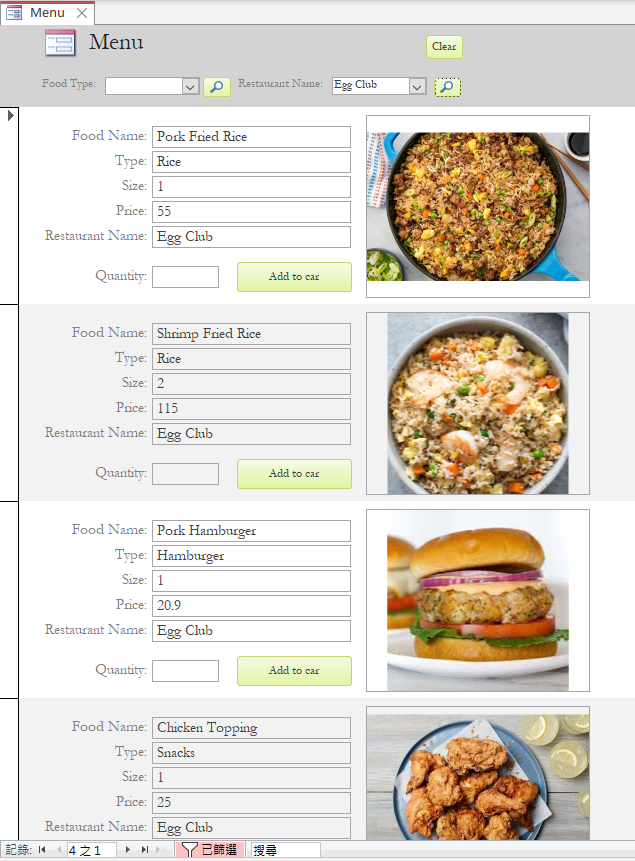 Menu
Menu
Clear
Food Type:
Restaurant Name: Egg Club
Food Name: Pork Fried Rice
Type: Rice
Size: 1
Price: 55
Restaurant Name: Egg Club
Quantity:
Add to car
Food Name: Shrimp Fried Rice
Type: Rice
Size: 2
Price: 115
Restaurant Name: Egg Club
Quantity:
Add to car
Food Name: Pork Hamburger
Type: Hamburger
Size: 1
Price: 20.9
Restaurant Name: Egg Club
Quantity:
Add to car
Food Name: Chicken Topping
Type: Snacks
Size: 1
Price: 25
Restaurant Name: Egg Club
記錄: 4 之 1 已篩選 搜尋